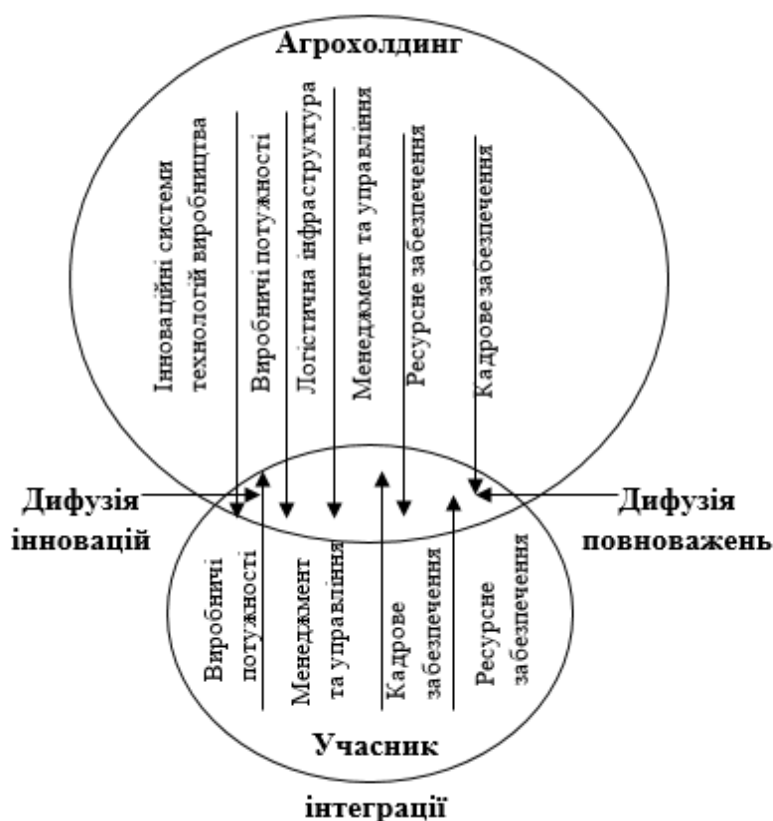 Агрохолдинг
Інноваційні системи
технологій виробництва
Виробничі потужності
Логістична інфраструктура
Менеджмент та управління
Ресурсне забезпечення
Кадрове забезпечення
Дифузія
інновацій
Дифузія
повноважень
Виробничі
потужності
Менеджмент
та управління
Кадрове
забезпечення
Ресурсне
забезпечення
Учасник
інтеграції